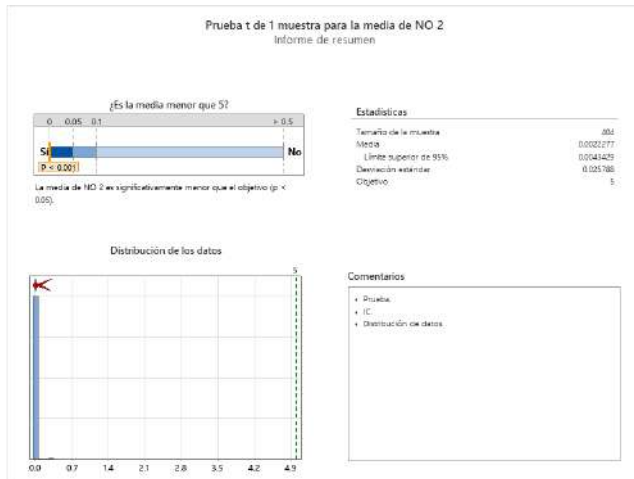 Prueba t de 1 muestra para la media de NO 2
Informe de resumen
¿Es la media menor que 5?
0 0.05 0.1 > 0.5
Sí No
P < 0.001
La media de NO 2 es significativamente menor que el objetivo (p <
0.05).
Estadísticas
Tamaño de la muestra 404
Media 0.0022277
Límite superior de 95% 0.0043429
Desviación estándar 0.025788
Objetivo 5
Distribución de los datos
5
0.0 0.7 1.4 2.1 2.8 3.5 4.2 4.9
Comentarios
• Prueba.
• IC.
• Distribución de datos